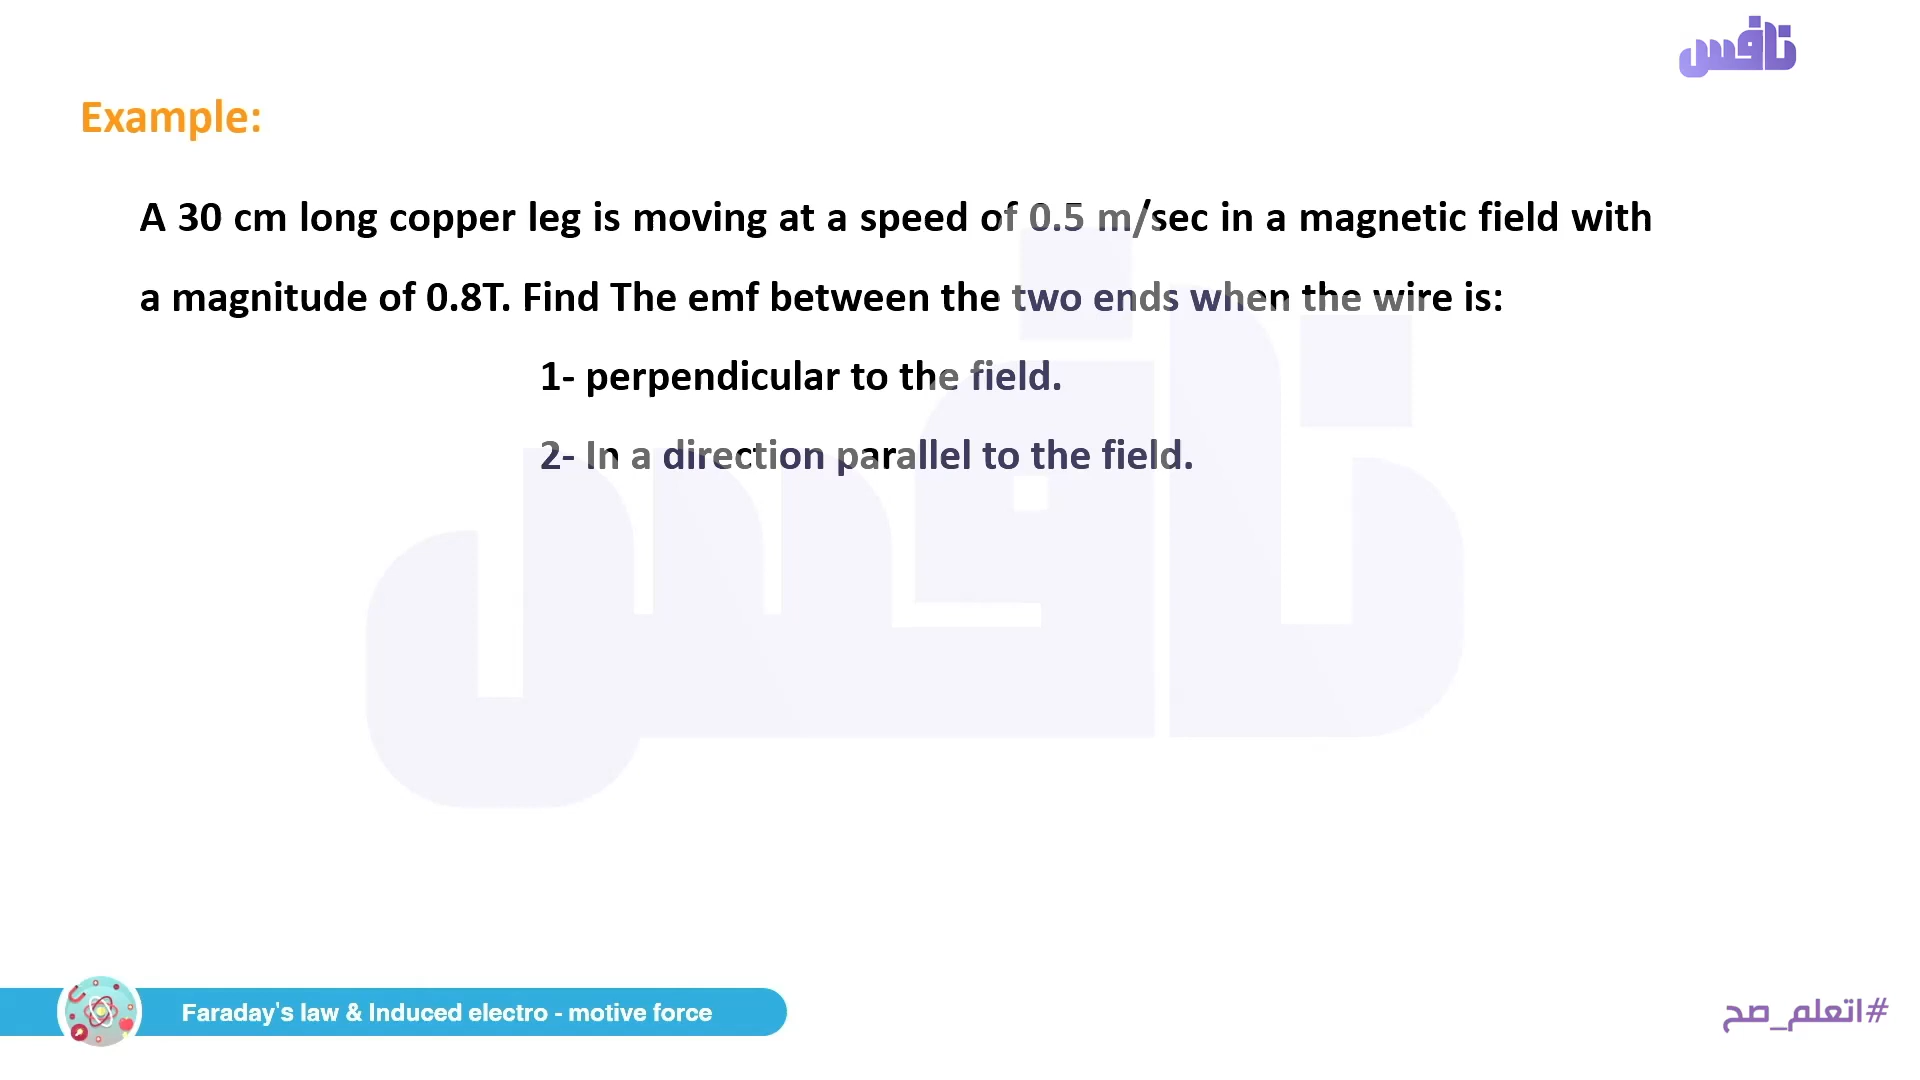 نافس
Example:
A 30 cm long copper leg is moving at a speed of 0.5 m/sec in a magnetic field with
a magnitude of 0.8T. Find The emf between the two ends when the wire is:
1- perpendicular to the field.
2- In a direction parallel to the field.
نافس
Faraday's law & Induced electro - motive force
#اتعلم_صح